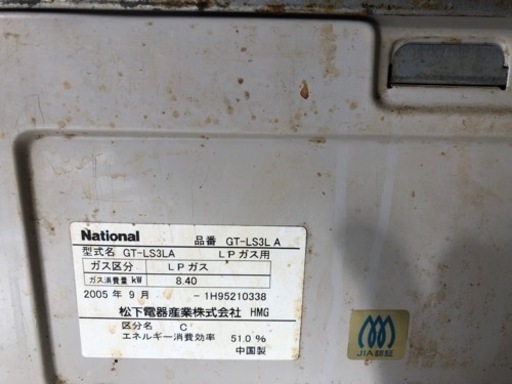 National 品番 GT-LS3L A
型式名 GT-LS3LA LPガス用
ガス区分 LPガス
ガス消費量 kW 8.40
2005 年 9 月 -1H95210338
松下電器産業株式会社 HMG
区分名 C
エネルギー消費効率 51.0 %
中国製
JIA認証